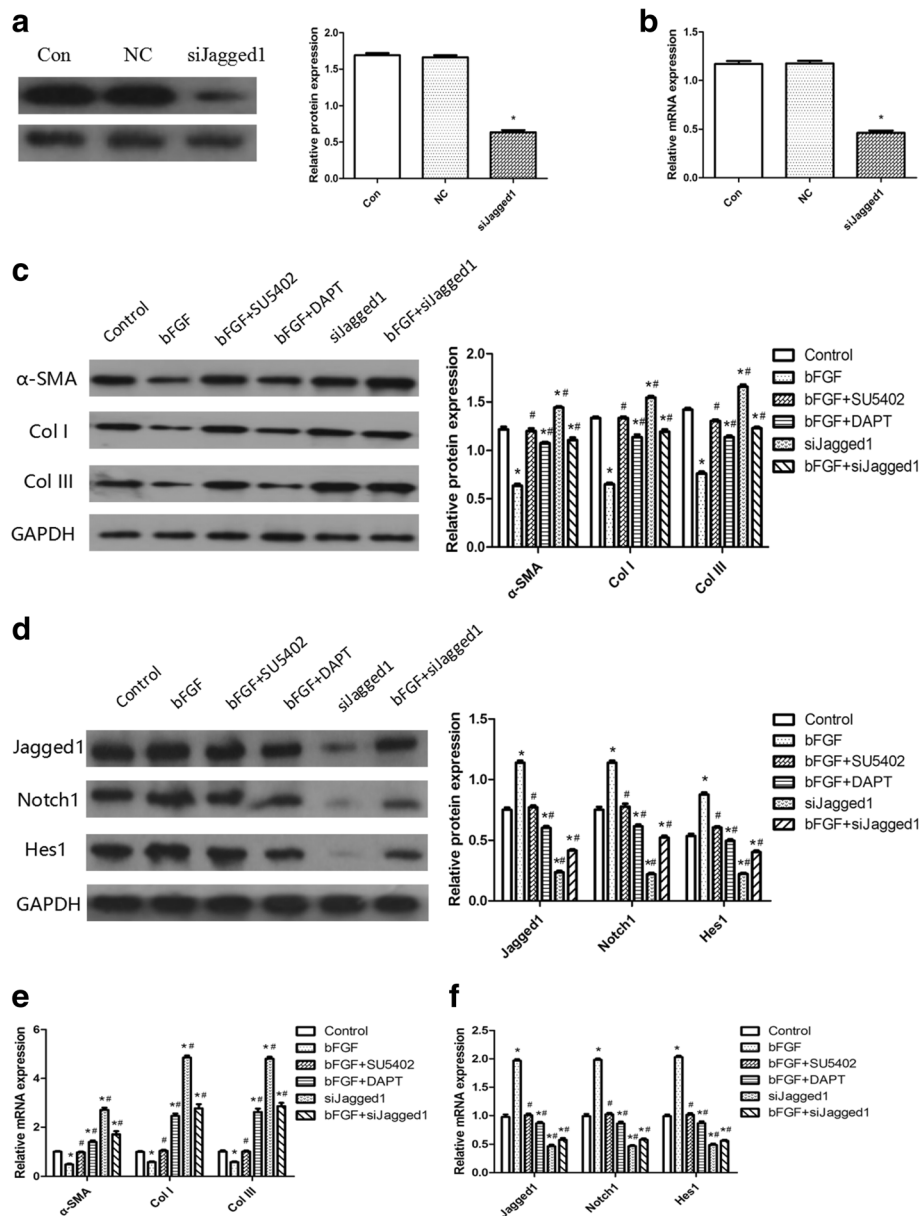 a
Con NC siJagged1
Relative protein expression
2.0
1.5
1.0
0.5
0.0
*
Con NC siJagged1
b
Relative mRNA expression
1.5
1.0
0.5
0.0
*
Con NC siJagged1
c
Control bFGF bFGF+SU5402 bFGF+DAPT siJagged1 bFGF+siJagged1
α-SMA
Col I
Col III
GAPDH
Relative protein expression
2.0
1.5
1.0
0.5
0.0
* # *# *# *#
* # *# *# *#
* # *# *# *#
α-SMA Col I Col III
Control
bFGF
bFGF+SU5402
bFGF+DAPT
siJagged1
bFGF+siJagged1
d
Control bFGF bFGF+SU5402 bFGF+DAPT siJagged1 bFGF+siJagged1
Jagged1
Notch1
Hes1
GAPDH
Relative protein expression
1.5
1.0
0.5
0.0
* # *# *# *#
* # *# *# *#
* # *# *# *#
Jagged1 Notch1 Hes1
Control
bFGF
bFGF+SU5402
bFGF+DAPT
siJagged1
bFGF+siJagged1
e
Relative mRNA expression
6
4
2
0
* # *# *# *#
* # *# *# *#
* # *# *# *#
α-SMA Col I Col III
Control
bFGF
bFGF+SU5402
bFGF+DAPT
siJagged1
bFGF+siJagged1
f
Relative mRNA expression
2.5
2.0
1.5
1.0
0.5
0.0
* # *# *# *#
* # *# *# *#
* # *# *# *#
Jagged1 Notch1 Hes1
Control
bFGF
bFGF+SU5402
bFGF+DAPT
siJagged1
bFGF+siJagged1